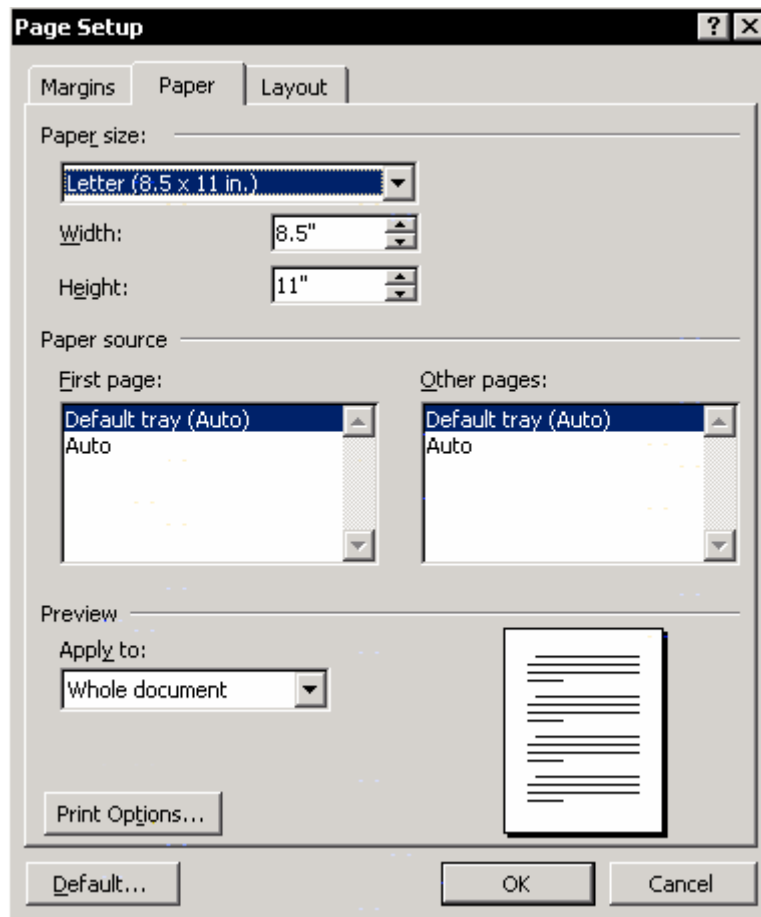 Page Setup
Margins Paper Layout
Paper size:
Letter (8.5 x 11 in.)
Width: 8.5"
Height: 11"
Paper source
First page: Other pages:
Default tray (Auto) Default tray (Auto)
Auto Auto
Preview
Apply to:
Whole document
Print Options...
Default... OK Cancel